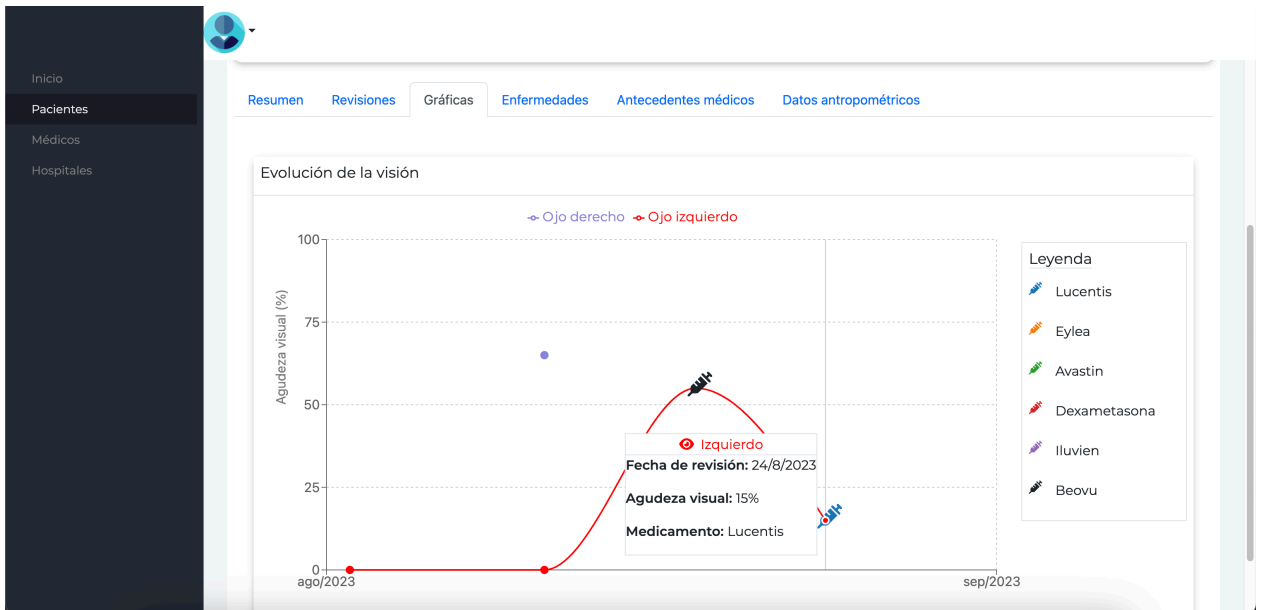 Inicio
Pacientes
Médicos
Hospitales
Resumen Revisiones Gráficas Enfermedades Antecedentes médicos Datos antropométricos
Evolución de la visión
Ojo derecho Ojo izquierdo
Agudeza visual (%)
100
75
50
25
0
ago/2023 sep/2023
Izquierdo
Fecha de revisión: 24/8/2023
Agudeza visual: 15%
Medicamento: Lucentis
Leyenda
Lucentis
Eylea
Avastin
Dexametasona
Iluvien
Beovu